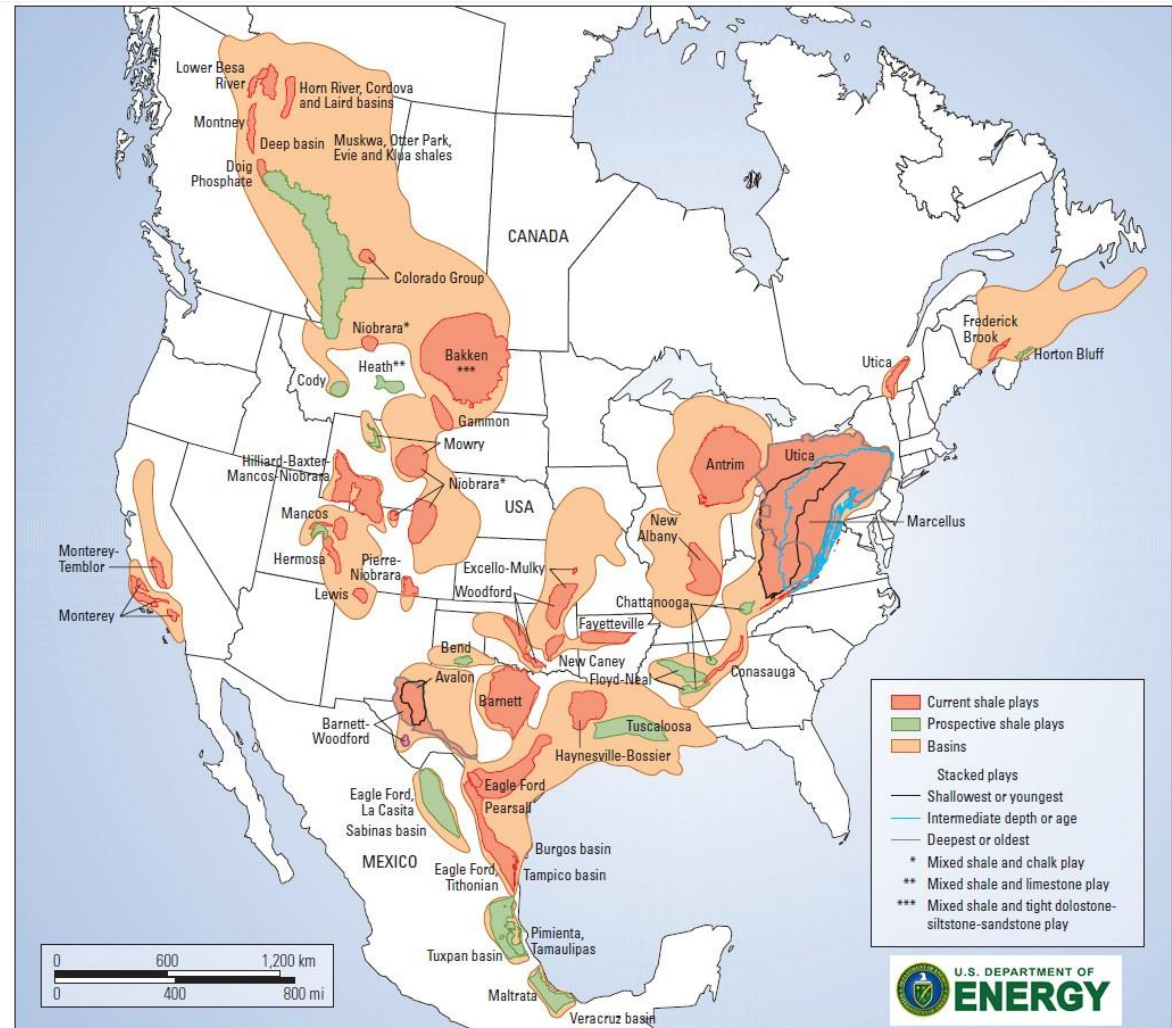 Lower Besa
River
Horn River, Cordova
and Laird basins
Montney
Deep basin
Muskwa, Otter Park,
Evie and Klua shales
Doig
Phosphate
CANADA
Colorado Group
Niobrara*
Bakken
***
Heath**
Cody
Gammon
Mowry
Hilliard-Baxter-
Mancos-Niobrara
Niobrara*
USA
Mancos
Hermosa
Pierre-
Niobrara
Lewis
Monterey-
Temblor
Monterey
Frederick
Brook
Horton Bluff
Utica
Antrim
Utica
Marcellus
New
Albany
Excello-Mulky
Woodford
Chattanooga
Fayetteville
Bend
New Caney
Floyd-Neal
Conasauga
Avalon
Barnett
Barnett-
Woodford
Tuscaloosa
Haynesville-Bossier
Eagle Ford
Pearsall
Eagle Ford,
La Casita
Sabinas basin
MEXICO
Burgos basin
Eagle Ford,
Tithonian
Tampico basin
Pimienta,
Tamaulipas
Tuxpan basin
Maltrata
Veracruz basin
Current shale plays
Prospective shale plays
Basins
Stacked plays
Shallowest or youngest
Intermediate depth or age
Deepest or oldest
* Mixed shale and chalk play
** Mixed shale and limestone play
*** Mixed shale and tight dolostone-
siltstone-sandstone play
0 600 1,200 km
0 400 800 mi
U.S. DEPARTMENT OF
ENERGY